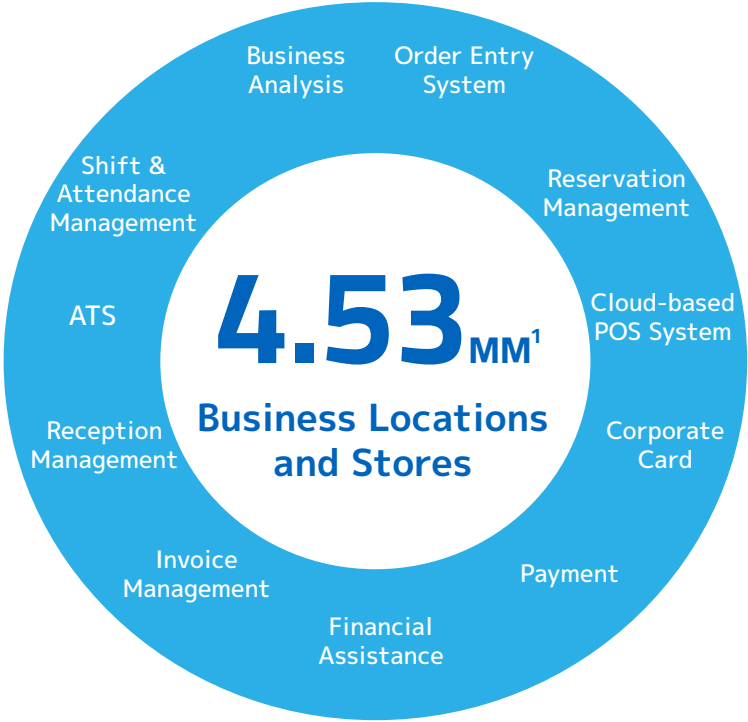 Business
Analysis
Order Entry
System
Reservation
Management
Cloud-based
POS System
Corporate
Card
Payment
Financial
Assistance
Invoice
Management
Reception
Management
ATS
Shift &
Attendance
Management
4.53MM¹
Business Locations
and Stores